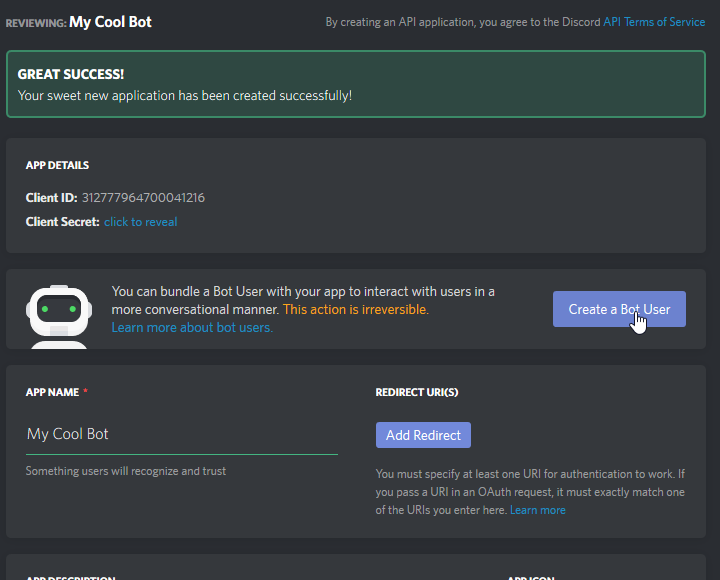 REVIEWING: My Cool Bot
By creating an API application, you agree to the Discord API Terms of Service
GREAT SUCCESS!
Your sweet new application has been created successfully!
APP DETAILS
Client ID: 312777964700041216
Client Secret: click to reveal
You can bundle a Bot User with your app to interact with users in a
more conversational manner. This action is irreversible.
Learn more about bot users.
Create a Bot User
APP NAME *
My Cool Bot
Something users will recognize and trust
REDIRECT URI(S)
Add Redirect
You must specify at least one URI for authentication to work. If
you pass a URI in an OAuth request, it must exactly match one
of the URIs you enter here. Learn more
APP DESCRIPTION
APP ICON